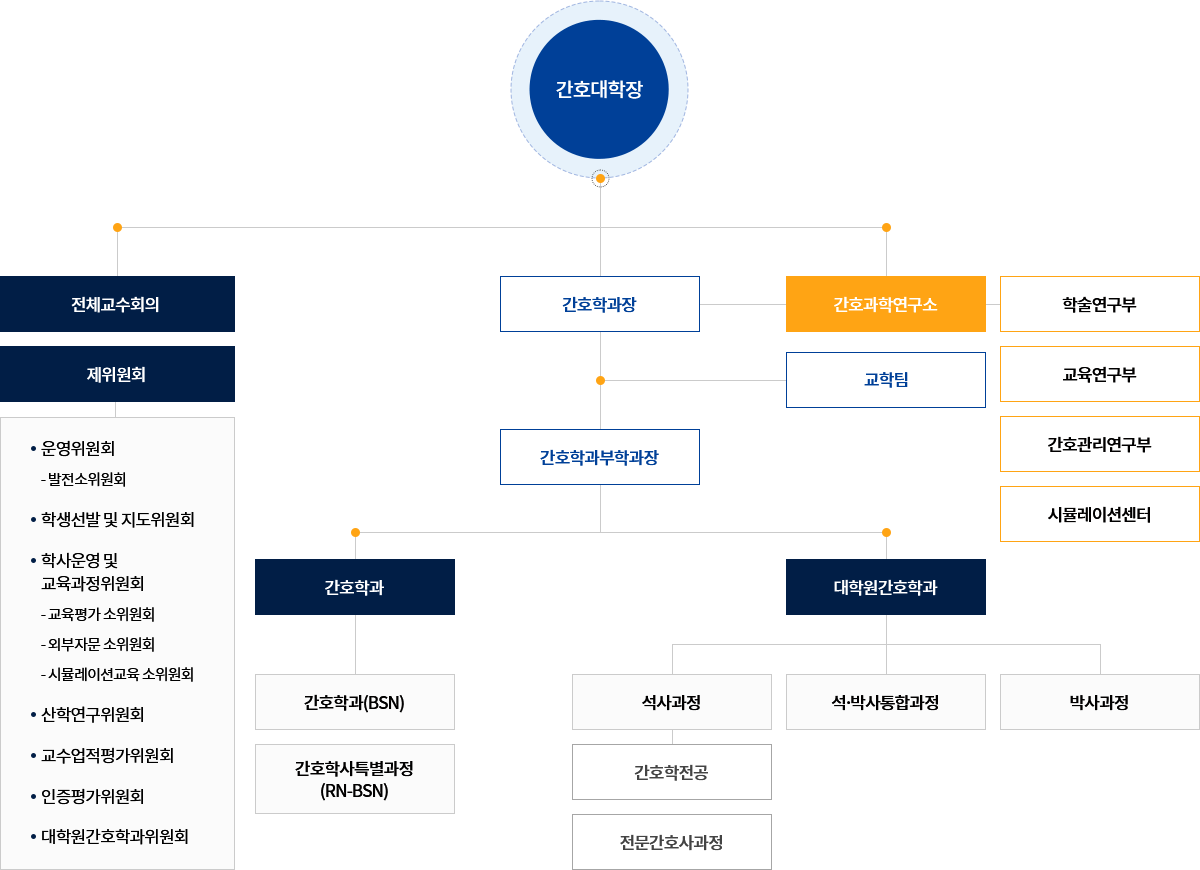 간호대학장
전체교수회의
간호학과장
간호과학연구소
학술연구부
제위원회
교학팀
교육연구부
간호학과부학과장
간호관리연구부
시뮬레이션센터
• 운영위원회
- 발전소위원회
• 학생선발 및 지도위원회
• 학사운영 및
교육과정위원회
- 교육평가 소위원회
- 외부자문 소위원회
- 시뮬레이션교육 소위원회
• 산학연구위원회
• 교수업적평가위원회
• 인증평가위원회
• 대학원간호학과위원회
간호학과
대학원간호학과
간호학과(BSN)
간호학사특별과정
(RN-BSN)
석사과정
석·박사통합과정
박사과정
간호학전공
전문간호사과정